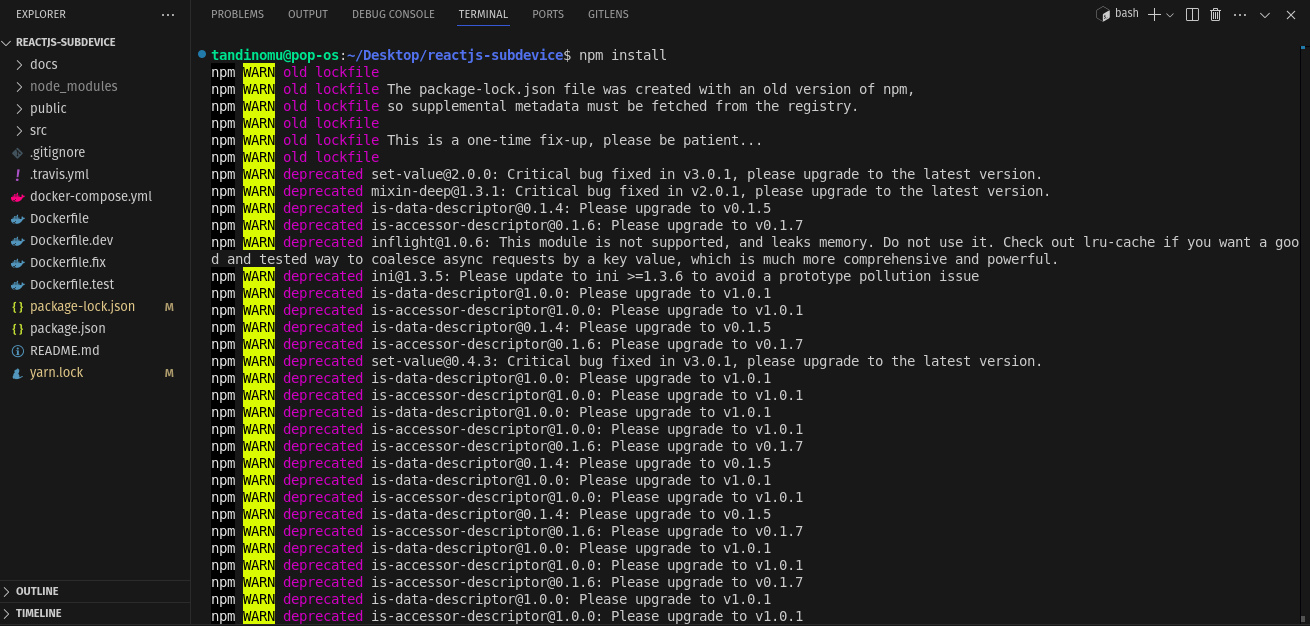 EXPLORER
REACTJS-SUBDEVICE
docs
node_modules
public
src
.gitignore
.travis.yml
docker-compose.yml
Dockerfile
Dockerfile.dev
Dockerfile.fix
Dockerfile.test
package-lock.json M
package.json
README.md
yarn.lock M
OUTLINE
TIMELINE
PROBLEMS OUTPUT DEBUG CONSOLE TERMINAL PORTS GITLENS bash
tandinomu@pop-os:~/Desktop/reactjs-subdevice$ npm install
npm WARN old lockfile
npm WARN old lockfile The package-lock.json file was created with an old version of npm,
npm WARN old lockfile so supplemental metadata must be fetched from the registry.
npm WARN old lockfile
npm WARN old lockfile This is a one-time fix-up, please be patient...
npm WARN old lockfile
npm WARN deprecated set-value@2.0.0: Critical bug fixed in v3.0.1, please upgrade to the latest version.
npm WARN deprecated mixin-deep@1.3.1: Critical bug fixed in v2.0.1, please upgrade to the latest version.
npm WARN deprecated is-data-descriptor@0.1.4: Please upgrade to v0.1.5
npm WARN deprecated is-accessor-descriptor@0.1.6: Please upgrade to v0.1.7
npm WARN deprecated inflight@1.0.6: This module is not supported, and leaks memory. Do not use it. Check out lru-cache if you want a goo
d and tested way to coalesce async requests by a key value, which is much more comprehensive and powerful.
npm WARN deprecated ini@1.3.5: Please update to ini >=1.3.6 to avoid a prototype pollution issue
npm WARN deprecated is-data-descriptor@1.0.0: Please upgrade to v1.0.1
npm WARN deprecated is-accessor-descriptor@1.0.0: Please upgrade to v1.0.1
npm WARN deprecated is-data-descriptor@0.1.4: Please upgrade to v0.1.5
npm WARN deprecated is-accessor-descriptor@0.1.6: Please upgrade to v0.1.7
npm WARN deprecated set-value@0.4.3: Critical bug fixed in v3.0.1, please upgrade to the latest version.
npm WARN deprecated is-data-descriptor@1.0.0: Please upgrade to v1.0.1
npm WARN deprecated is-accessor-descriptor@1.0.0: Please upgrade to v1.0.1
npm WARN deprecated is-data-descriptor@1.0.0: Please upgrade to v1.0.1
npm WARN deprecated is-accessor-descriptor@1.0.0: Please upgrade to v1.0.1
npm WARN deprecated is-accessor-descriptor@0.1.6: Please upgrade to v0.1.7
npm WARN deprecated is-data-descriptor@0.1.4: Please upgrade to v0.1.5
npm WARN deprecated is-data-descriptor@1.0.0: Please upgrade to v1.0.1
npm WARN deprecated is-accessor-descriptor@1.0.0: Please upgrade to v1.0.1
npm WARN deprecated is-data-descriptor@0.1.4: Please upgrade to v0.1.5
npm WARN deprecated is-accessor-descriptor@0.1.6: Please upgrade to v0.1.7
npm WARN deprecated is-data-descriptor@1.0.0: Please upgrade to v1.0.1
npm WARN deprecated is-accessor-descriptor@1.0.0: Please upgrade to v1.0.1
npm WARN deprecated is-accessor-descriptor@0.1.6: Please upgrade to v0.1.7
npm WARN deprecated is-data-descriptor@1.0.0: Please upgrade to v1.0.1
npm WARN deprecated is-accessor-descriptor@1.0.0: Please upgrade to v1.0.1